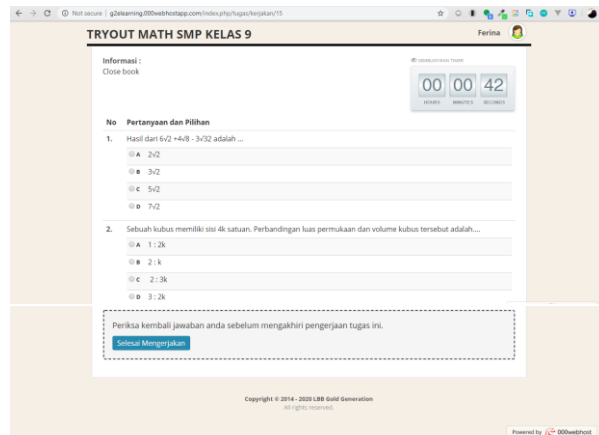 Not secure | g2elearning.000webhostapp.com/index.php/tugas/kerjakan/15
TRYOUT MATH SMP KELAS 9
Ferina
Informasi :
Close book
00 00 42
HOURS MINUTES SECONDS
No Pertanyaan dan Pilihan
1. Hasil dari 6√2 +4√8 - 3√32 adalah ...
A 2√2
B 3√2
C 5√2
D 7√2
2. Sebuah kubus memiliki sisi 4k satuan. Perbandingan luas permukaan dan volume kubus tersebut adalah....
A 1 : 2k
B 2 : k
C 2 : 3k
D 3 : 2k
Periksa kembali jawaban anda sebelum mengakhiri pengerjaan tugas ini.
Selesai Mengerjakan
Copyright © 2014 - 2020 LBB Gold Generation
All rights reserved.
Powered by 000webhost